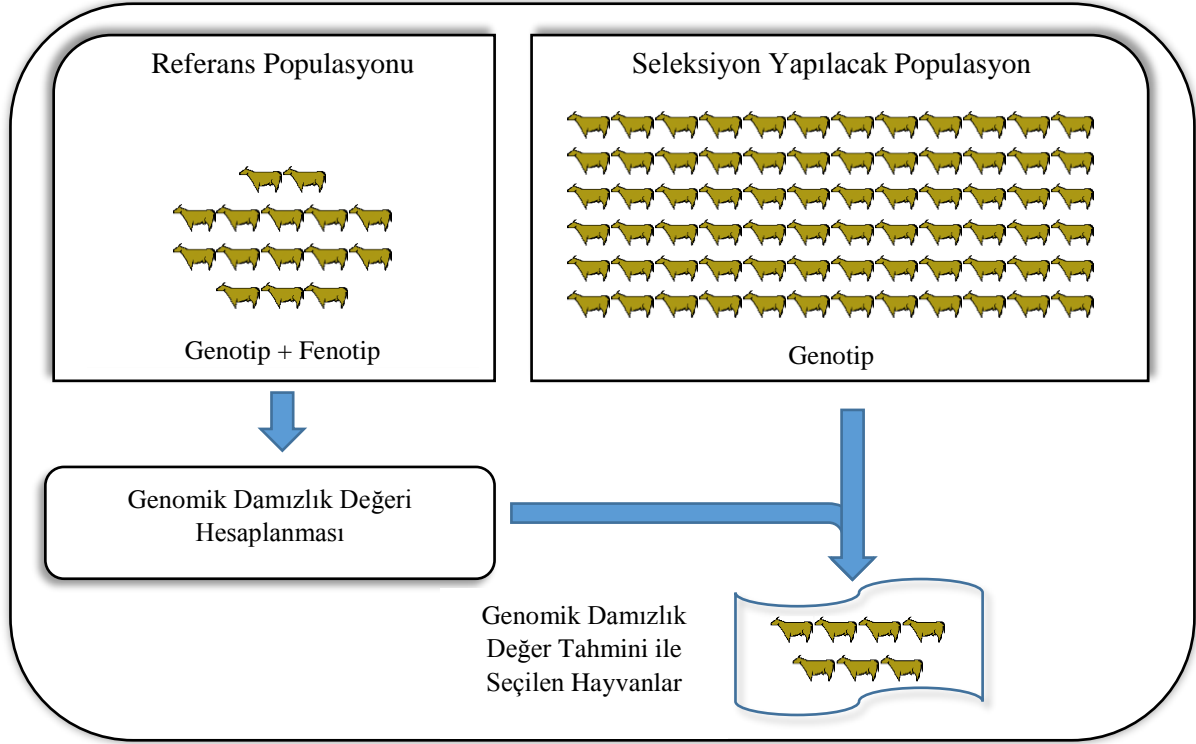 Referans Populasyonu
Genotip + Fenotip
Seleksiyon Yapılacak Populasyon
Genotip
Genomik Damızlık Değeri
Hesaplanması
Genomik Damızlık
Değer Tahmini ile
Seçilen Hayvanlar